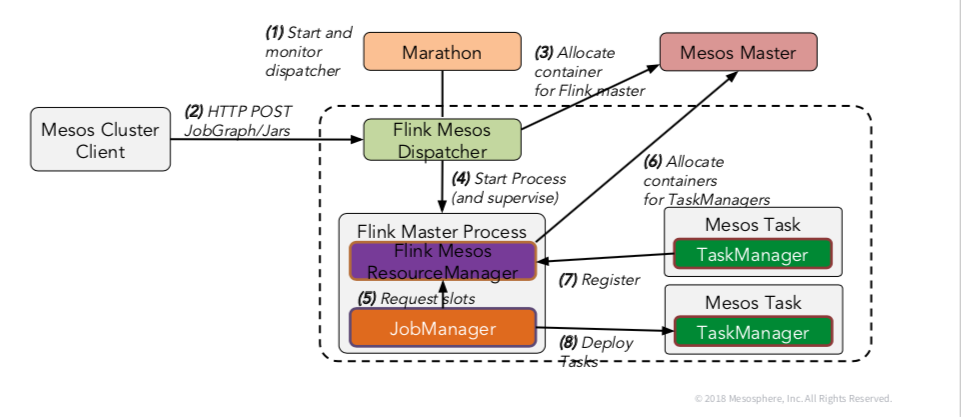 (1) Start and
monitor
dispatcher
Marathon
(3) Allocate
container
for Flink master
Mesos Master
(2) HTTP POST
JobGraph/Jars
Mesos Cluster
Client
Flink Mesos
Dispatcher
(4) Start Process
(and supervise)
(6) Allocate
containers
for TaskManagers
Flink Master Process
Flink Mesos
ResourceManager
Mesos Task
TaskManager
(7) Register
(5) Request slots
JobManager
Mesos Task
TaskManager
(8) Deploy
Tasks
© 2018 Mesosphere, Inc. All Rights Reserved.